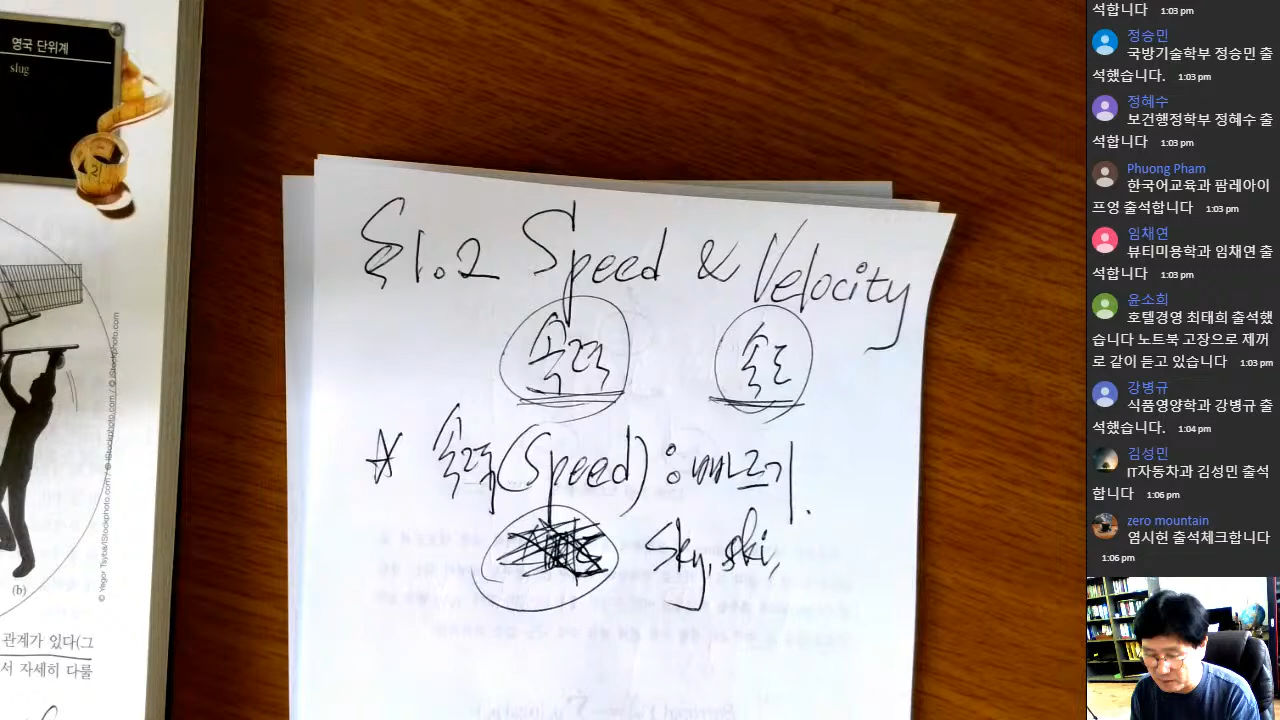 영국 단위계
slug
2
© Yegor Tsyba/iStockphoto.com / © iStockphoto.com / © iStockphoto.com
(b)
관계가 있다(그
서 자세히 다룰
§1.2 Speed & Velocity
속력 속도
☆ 속력(Speed) : 빠르기.
Sky, ski,
석합니다 1:03 pm
정승민
국방기술학부 정승민 출
석했습니다. 1:03 pm
정혜수
보건행정학부 정혜수 출
석합니다 1:03 pm
Phuong Pham
한국어교육과 팜레아이
프엉 출석합니다 1:03 pm
임채연
뷰티미용학과 임채연 출
석합니다 1:03 pm
윤소희
호텔경영 최태희 출석했
습니다 노트북 고장으로 제꺼
로 같이 듣고 있습니다 1:03 pm
강병규
식품영양학과 강병규 출
석했습니다. 1:04 pm
김성민
IT자동차과 김성민 출석
합니다 1:06 pm
zero mountain
염시헌 출석체크합니다
1:06 pm